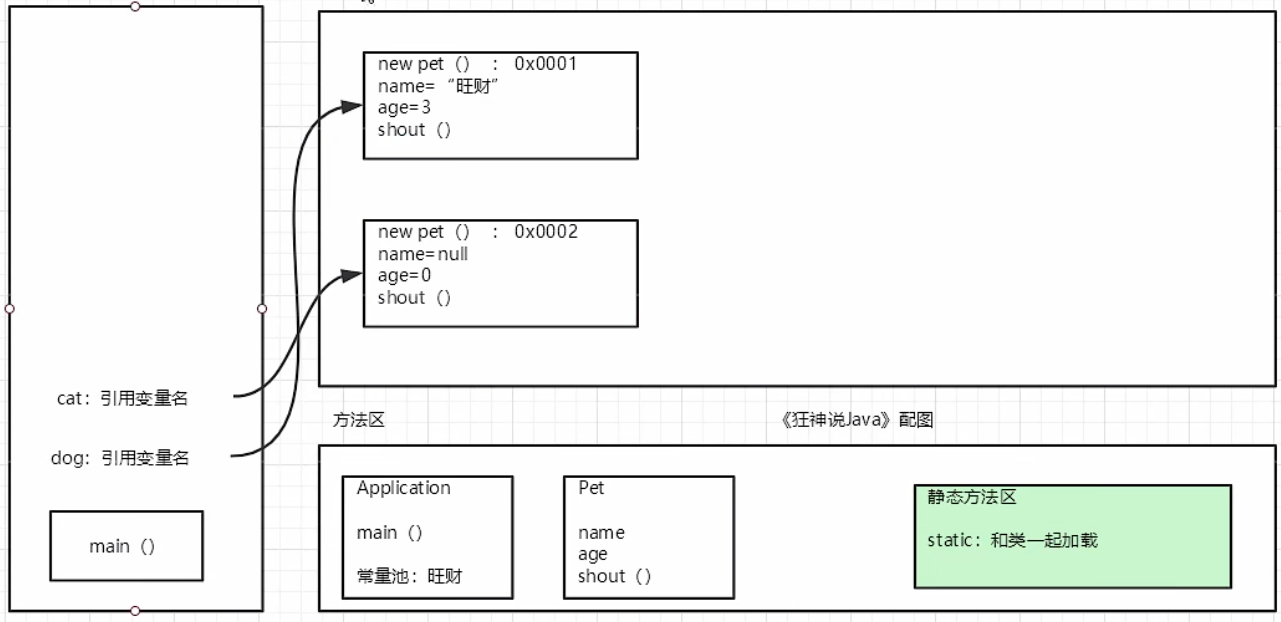 new pet（） ： 0x0001
name=“旺财”
age=3
shout（）
new pet（） ： 0x0002
name=null
age=0
shout（）
cat：引用变量名
dog：引用变量名
main（）
方法区
《狂神说Java》配图
Application
main（）
常量池：旺财
Pet
name
age
shout（）
静态方法区
static：和类一起加载